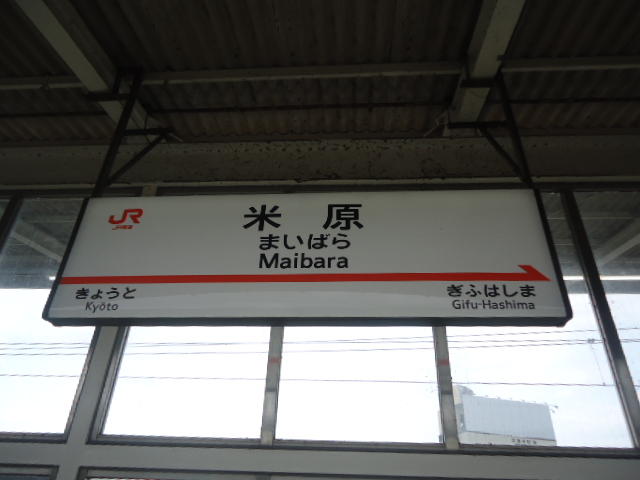 JR
米原
まいばら
Maibara
きょうと
Kyōto
ぎふはしま
Gifu-Hashima